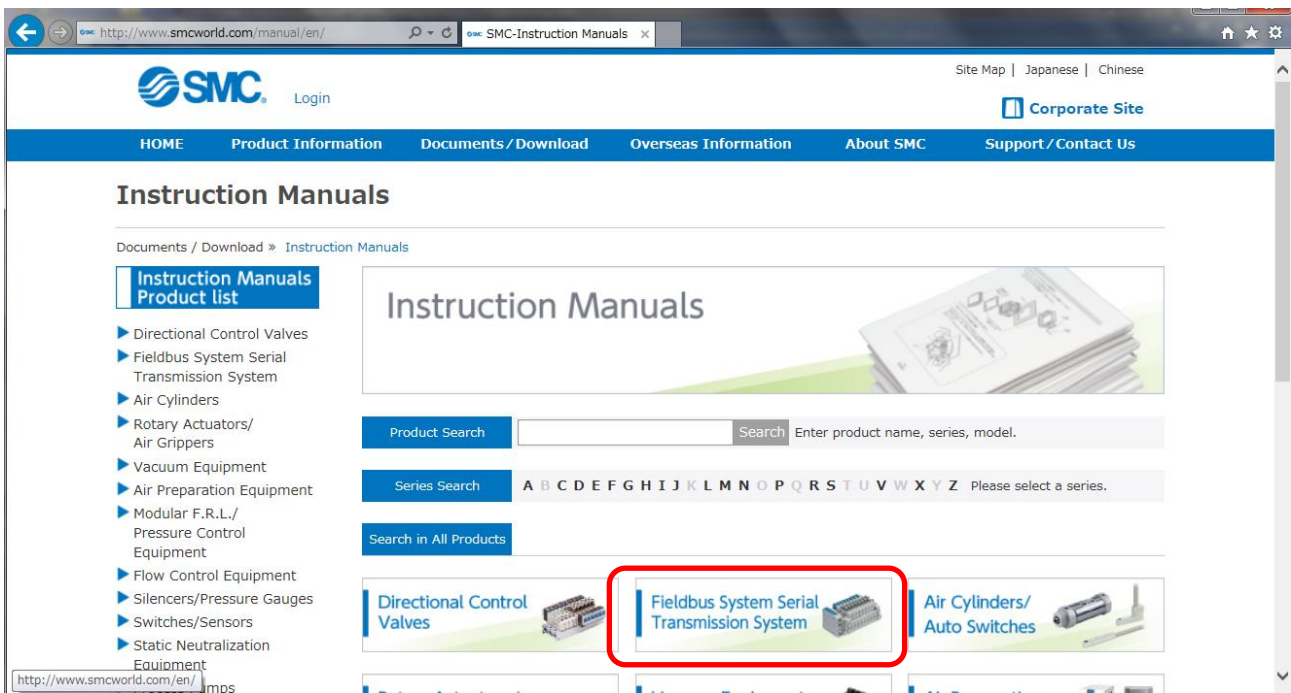 http://www.smcworld.com/manual/en/
SMC-Instruction Manuals
Site Map | Japanese | Chinese
SMC.
Login
Corporate Site
HOME
Product Information
Documents/Download
Overseas Information
About SMC
Support/Contact Us
Instruction Manuals
Documents / Download » Instruction Manuals
Instruction Manuals
Product list
Directional Control Valves
Fieldbus System Serial
Transmission System
Air Cylinders
Rotary Actuators/
Air Grippers
Vacuum Equipment
Air Preparation Equipment
Modular F.R.L./
Pressure Control
Equipment
Flow Control Equipment
Silencers/Pressure Gauges
Switches/Sensors
Static Neutralization
Equipment
http://www.smcworld.com/en/
Instruction Manuals
Product Search
Search
Enter product name, series, model.
Series Search
A B C D E F G H I J K L M N O P Q R S T U V W X Y Z Please select a series.
Search in All Products
Directional Control
Valves
Fieldbus System Serial
Transmission System
Air Cylinders/
Auto Switches